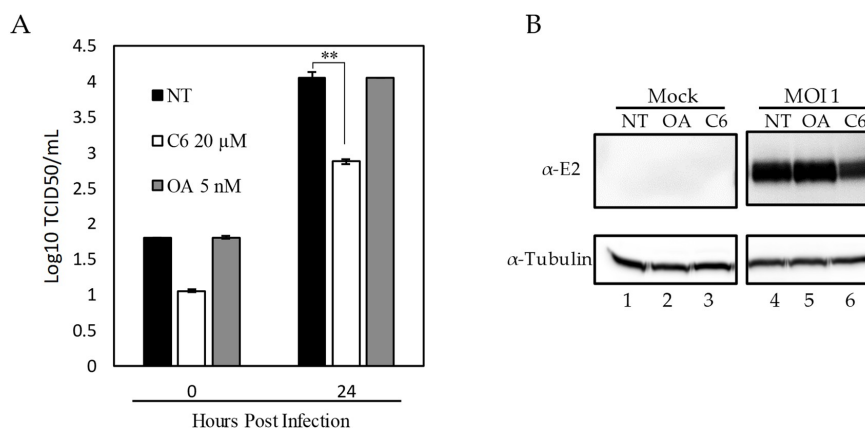 A
Log10 TCID50/mL
4.5
4
3.5
3
2.5
2
1.5
1
0.5
0
NT
C6 20 µM
OA 5 nM
**
0 24
Hours Post Infection
B
Mock MOI 1
NT OA C6 NT OA C6
α-E2
α-Tubulin
1 2 3 4 5 6